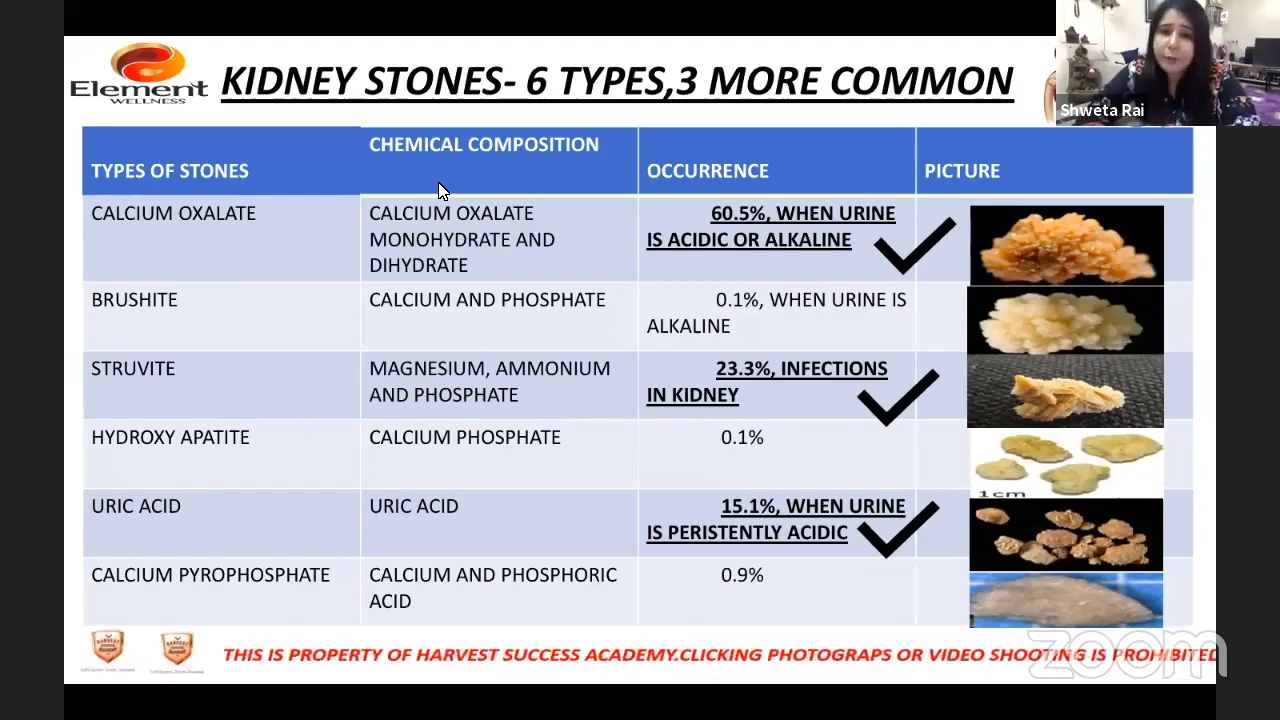 Element
WELLNESS
KIDNEY STONES- 6 TYPES,3 MORE COMMON
Shweta Rai
TYPES OF STONES
CHEMICAL COMPOSITION
OCCURRENCE
PICTURE
CALCIUM OXALATE
CALCIUM OXALATE
MONOHYDRATE AND
DIHYDRATE
60.5%, WHEN URINE
IS ACIDIC OR ALKALINE
BRUSHITE
CALCIUM AND PHOSPHATE
0.1%, WHEN URINE IS
ALKALINE
STRUVITE
MAGNESIUM, AMMONIUM
AND PHOSPHATE
23.3%, INFECTIONS
IN KIDNEY
HYDROXY APATITE
CALCIUM PHOSPHATE
0.1%
1cm
URIC ACID
URIC ACID
15.1%, WHEN URINE
IS PERISTENTLY ACIDIC
CALCIUM PYROPHOSPHATE
CALCIUM AND PHOSPHORIC
ACID
0.9%
THIS IS PROPERTY OF HARVEST SUCCESS ACADEMY.CLICKING PHOTOGRAPS OR VIDEO SHOOTING IS PROHIBITED
zoom